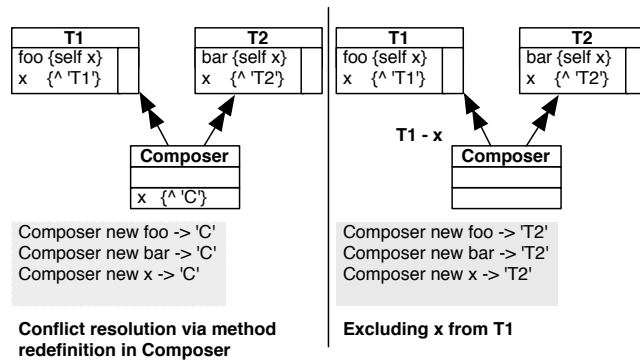 T1
foo {self x}
x {^ 'T1'}
T2
bar {self x}
x {^ 'T2'}
Composer
x {^ 'C'}
Composer new foo -> 'C'
Composer new bar -> 'C'
Composer new x -> 'C'
Conflict resolution via method
redefinition in Composer
T1
foo {self x}
x {^ 'T1'}
T2
bar {self x}
x {^ 'T2'}
T1 - x
Composer
Composer new foo -> 'T2'
Composer new bar -> 'T2'
Composer new x -> 'T2'
Excluding x from T1